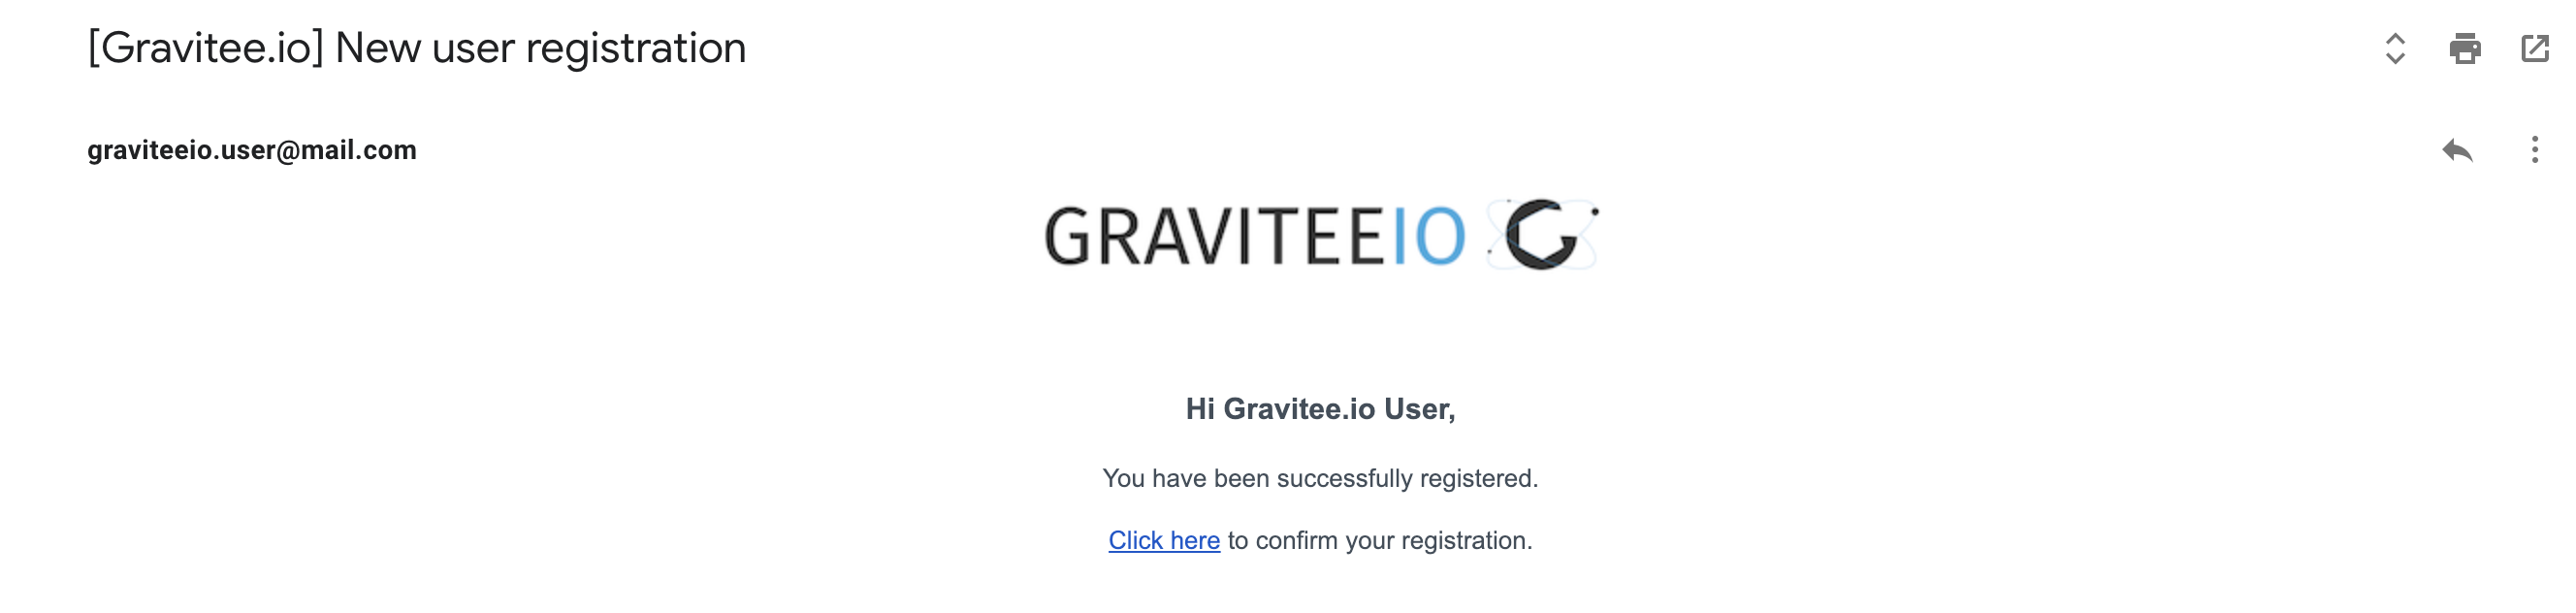 [Gravitee.io] New user registration
graviteeio.user@mail.com
GRAVITEEIO
Hi Gravitee.io User,
You have been successfully registered.
Click here to confirm your registration.